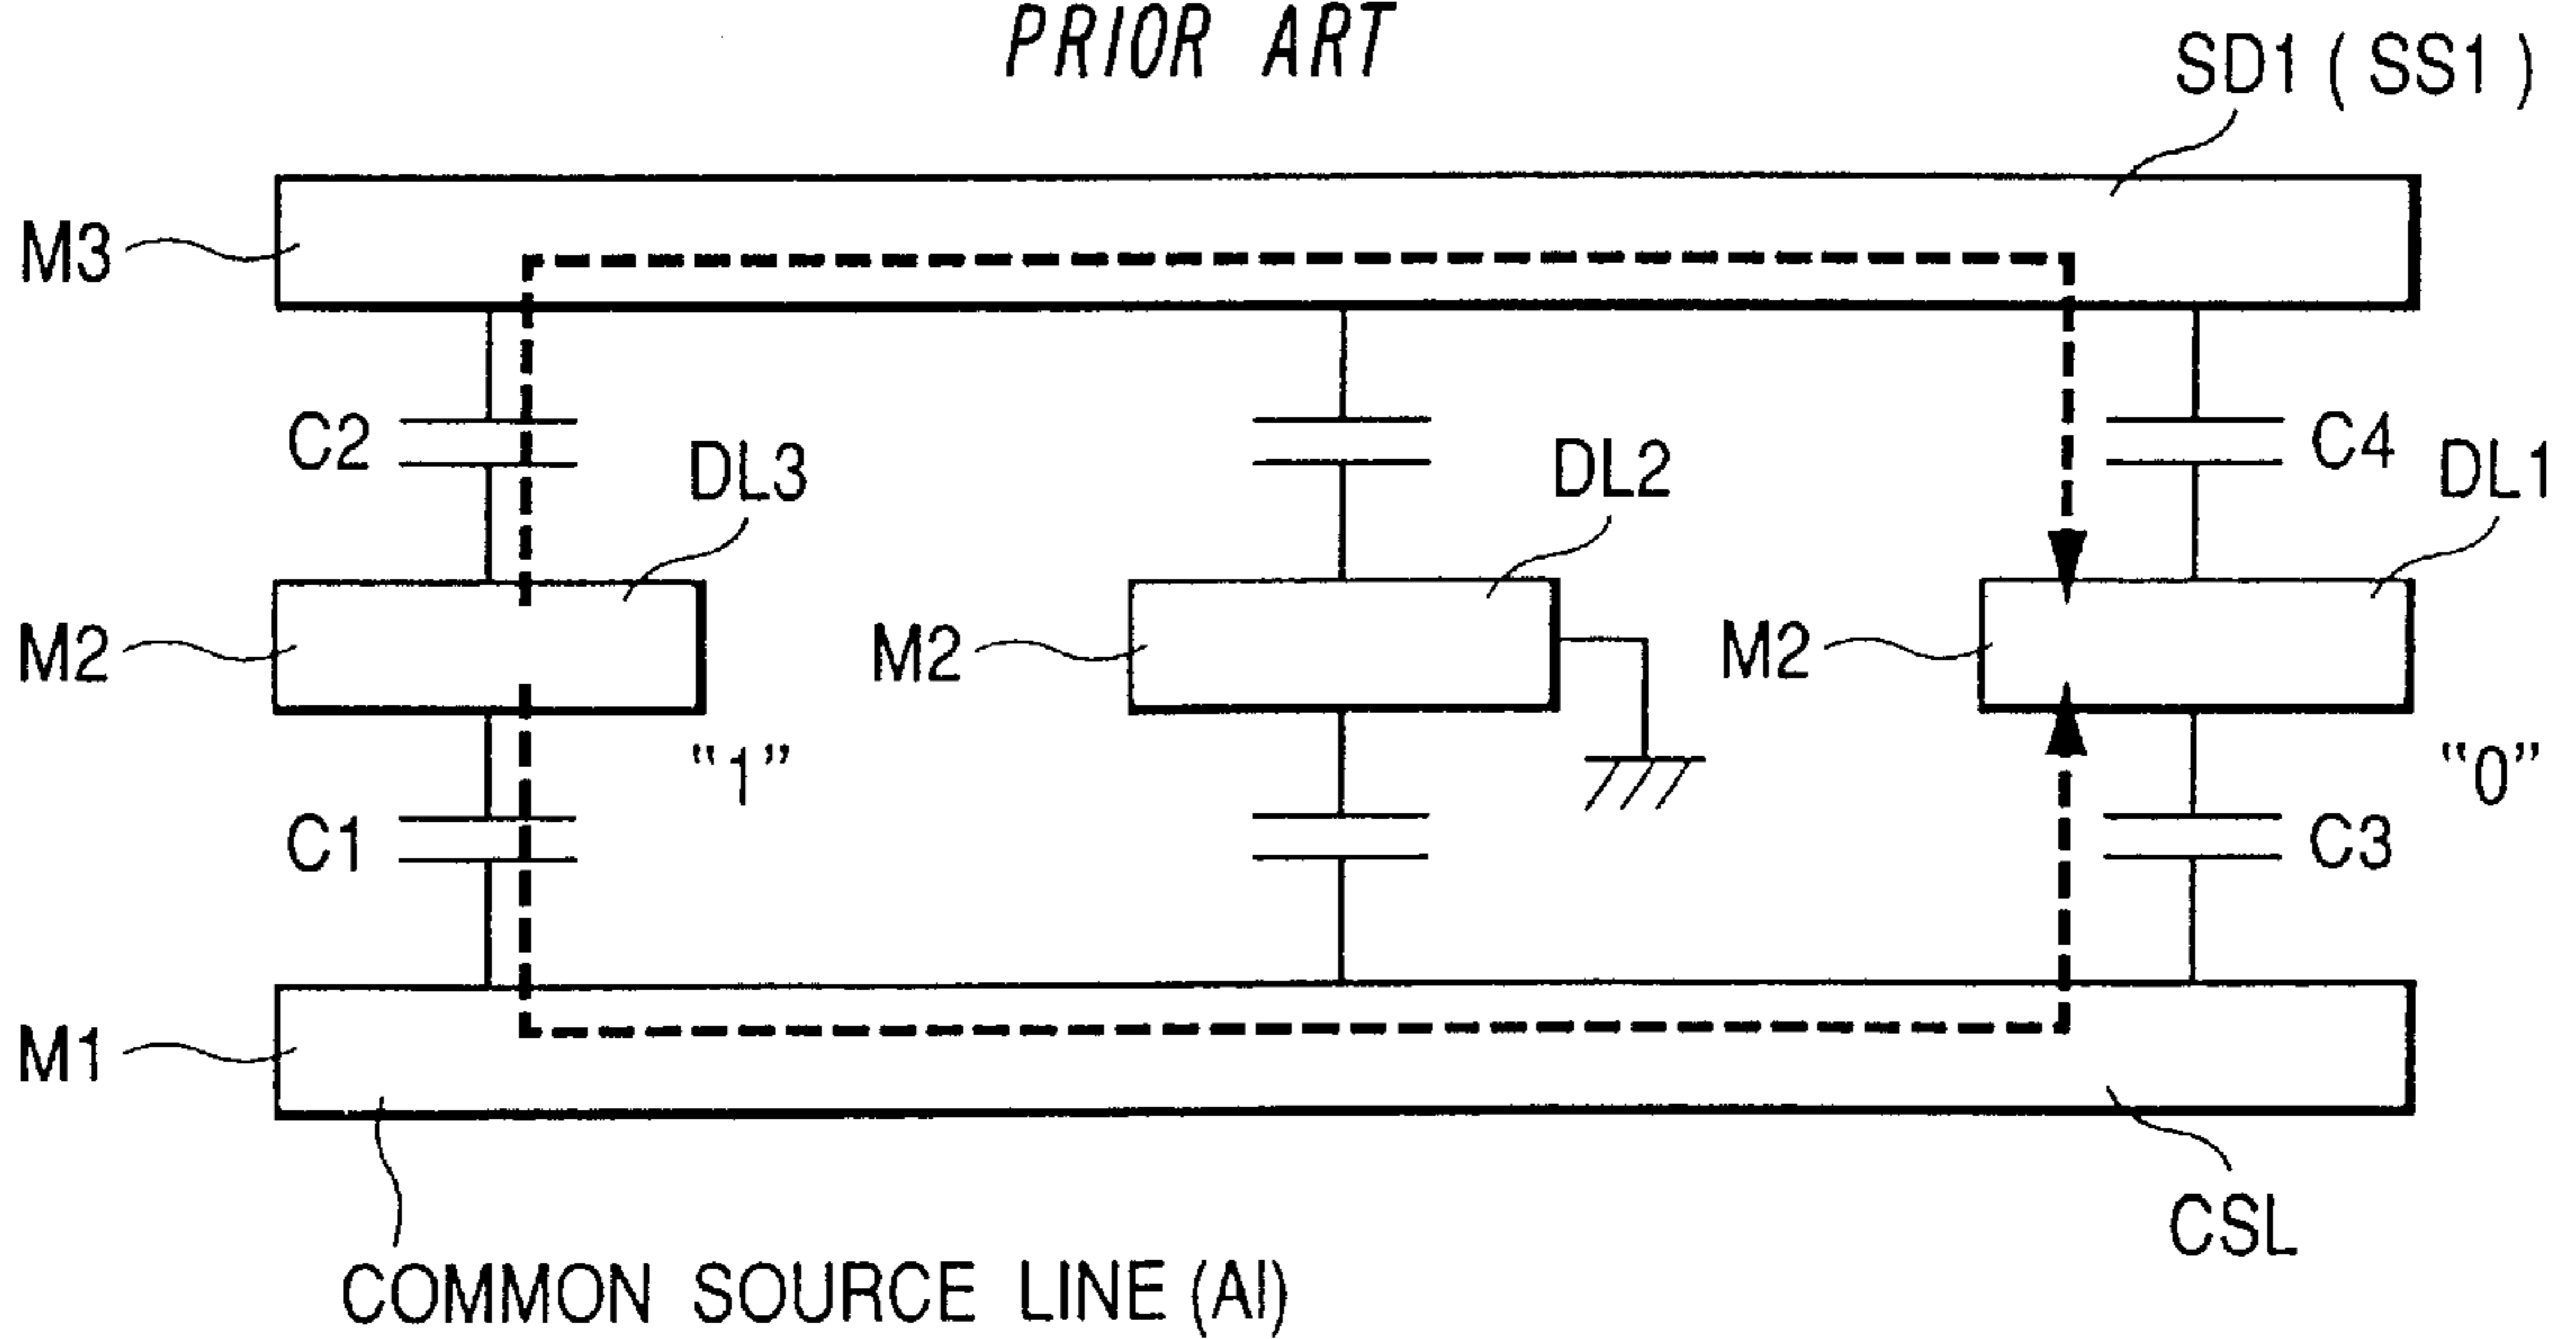 PRIOR ART
SD1 ( SS1 )
M3
C2
C4
DL3
DL2
DL1
M2
M2
M2
“1”
“0”
C1
C3
M1
CSL
COMMON SOURCE LINE (Al)